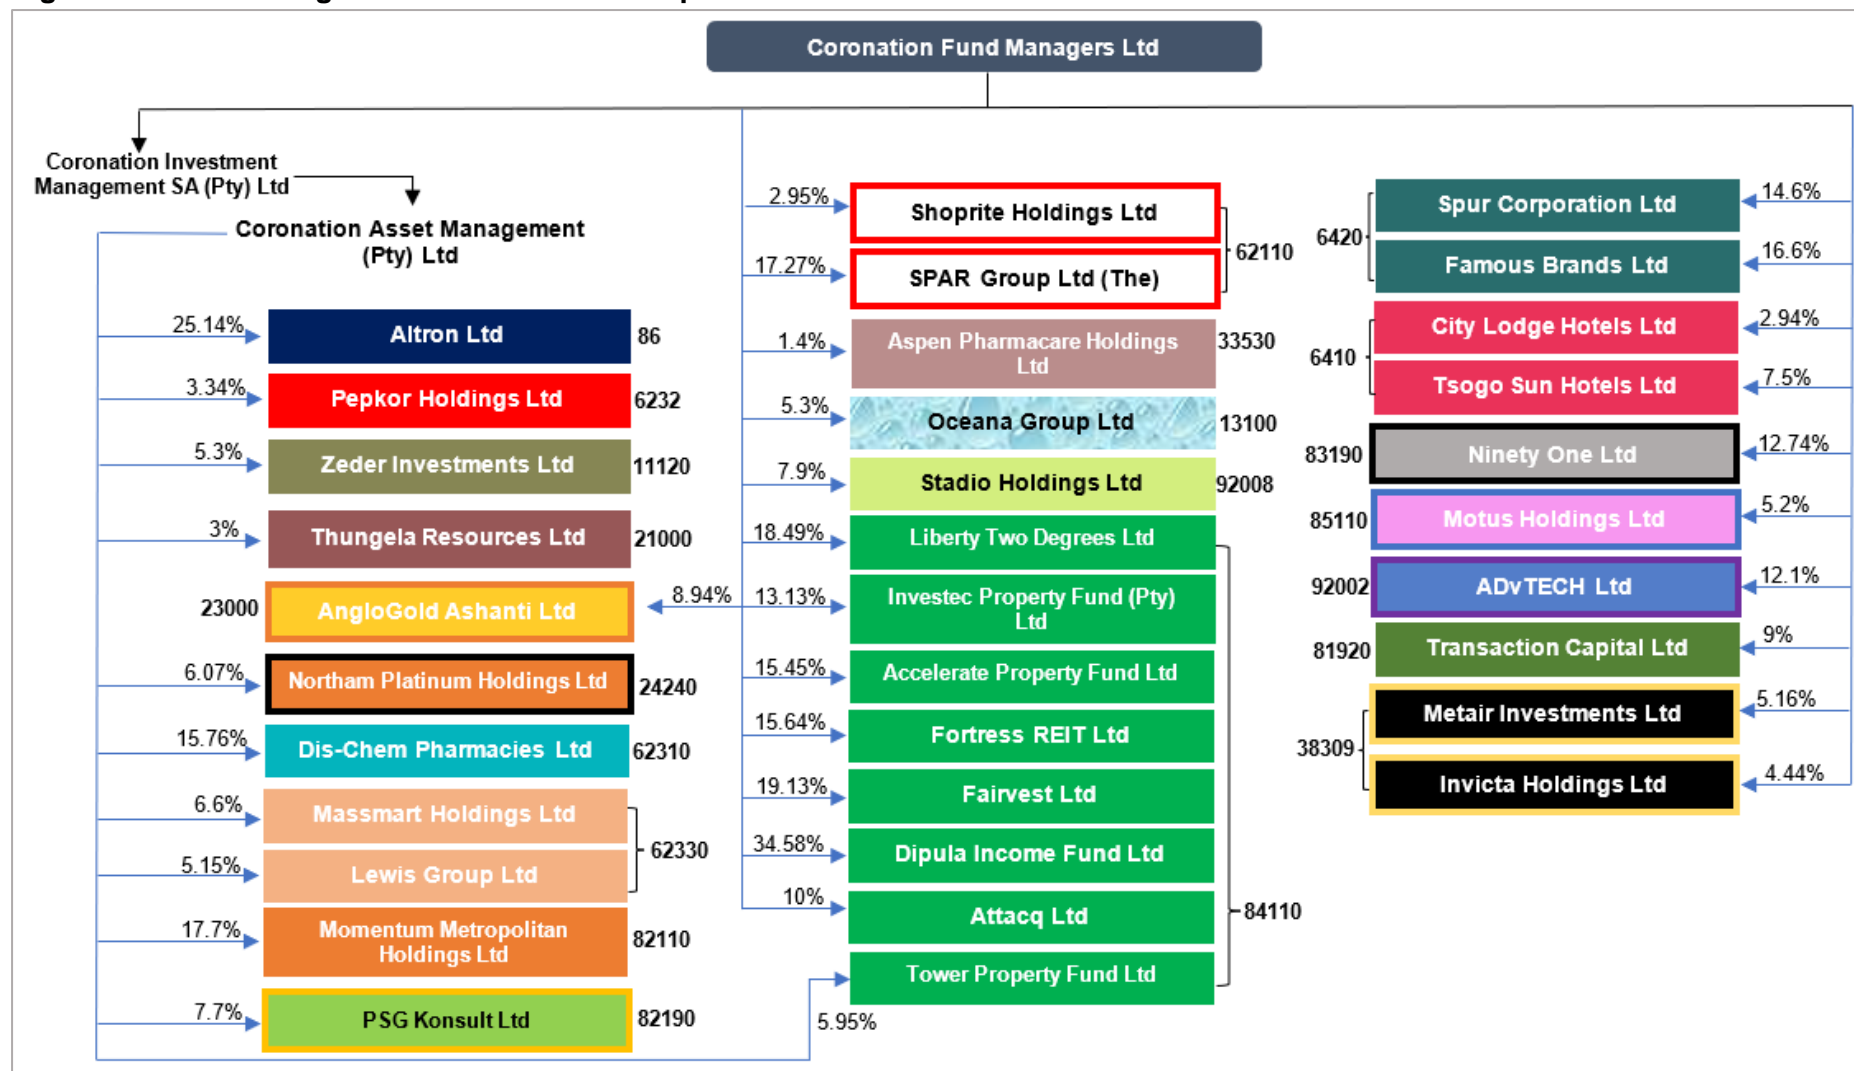 Coronation Fund Managers Ltd
Coronation Investment
Management SA (Pty) Ltd
Coronation Asset Management
(Pty) Ltd
25.14%
Altron Ltd
86
3.34%
Pepkor Holdings Ltd
6232
5.3%
Zeder Investments Ltd
11120
3%
Thungela Resources Ltd
21000
23000
AngloGold Ashanti Ltd
8.94%
6.07%
Northam Platinum Holdings Ltd
24240
15.76%
Dis-Chem Pharmacies Ltd
62310
6.6%
Massmart Holdings Ltd
5.15%
Lewis Group Ltd
62330
17.7%
Momentum Metropolitan
Holdings Ltd
82110
7.7%
PSG Konsult Ltd
82190
2.95%
Shoprite Holdings Ltd
17.27%
SPAR Group Ltd (The)
62110
1.4%
Aspen Pharmacare Holdings
Ltd
33530
5.3%
Oceana Group Ltd
13100
7.9%
Stadio Holdings Ltd
92008
18.49%
Liberty Two Degrees Ltd
13.13%
Investec Property Fund (Pty)
Ltd
15.45%
Accelerate Property Fund Ltd
15.64%
Fortress REIT Ltd
19.13%
Fairvest Ltd
34.58%
Dipula Income Fund Ltd
10%
Attacq Ltd
84110
Tower Property Fund Ltd
5.95%
Spur Corporation Ltd
14.6%
6420
Famous Brands Ltd
16.6%
City Lodge Hotels Ltd
2.94%
6410
Tsogo Sun Hotels Ltd
7.5%
83190
Ninety One Ltd
12.74%
85110
Motus Holdings Ltd
5.2%
92002
ADvTECH Ltd
12.1%
81920
Transaction Capital Ltd
9%
Metair Investments Ltd
5.16%
38309
Invicta Holdings Ltd
4.44%